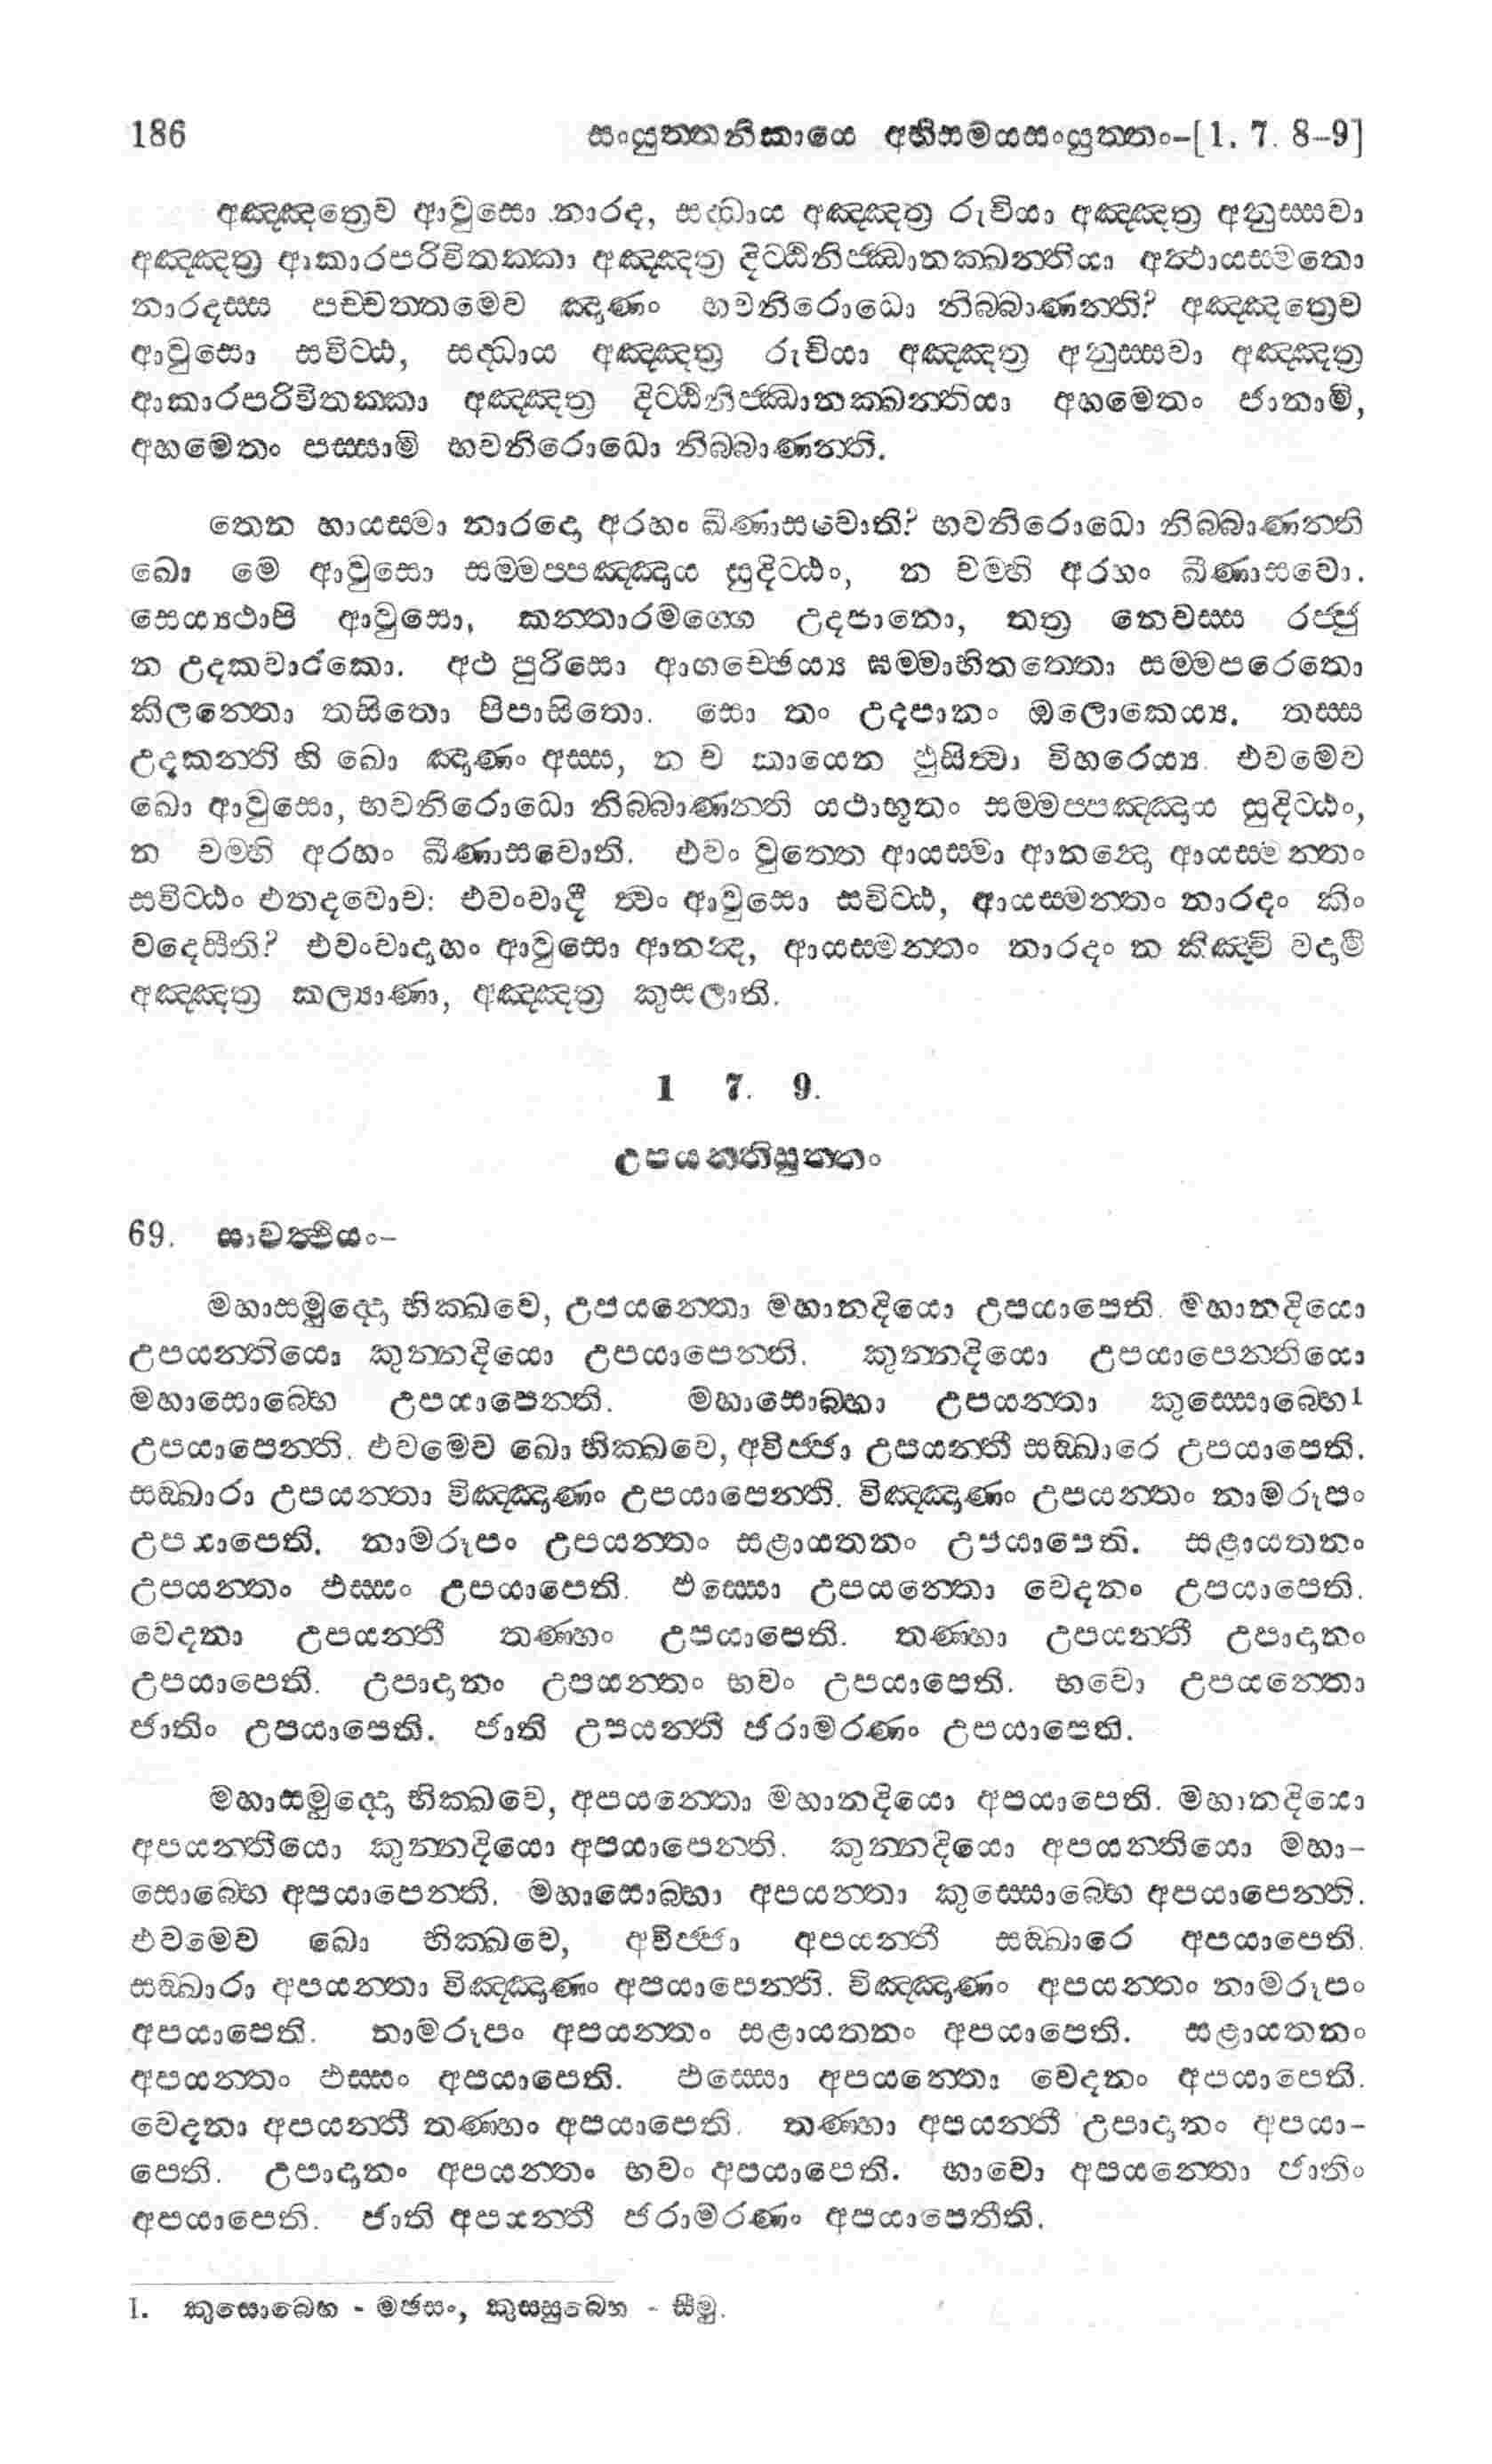 186 සංයුත්තනිකායෙ අභිසමයසංයුත්තං–[1. 7. 8–9]
අඤ්ඤත්‍රෙව ආවුසො නාරද, සද්ධාය අඤ්ඤත්‍ර රුචියා අඤ්ඤත්‍ර අනුස්සවා
අඤ්ඤත්‍ර ආකාරපරිවිතක්කා අඤ්ඤත්‍ර දිට්ඨිනිජ්ඣානක්ඛන්තියා අත්ථායස්මතො
නාරදස්ස පච්චත්තමෙව ඤාණං භවනිරොධො නිබ්බාණන්ති? අඤ්ඤත්‍රෙව
ආවුසො සවිට්ඨ, සද්ධාය අඤ්ඤත්‍ර රුචියා අඤ්ඤත්‍ර අනුස්සවා අඤ්ඤත්‍ර
ආකාරපරිවිතක්කා අඤ්ඤත්‍ර දිට්ඨිනිජ්ඣානක්ඛන්තියා අහමෙතං ජානාමි,
අහමෙතං පස්සාමි භවනිරොධො නිබ්බාණන්ති.
තෙන හායස්මා නාරදො අරහං ඛීණාසවොති? භවනිරොධො නිබ්බාණන්ති
ඛො මෙ ආවුසො සම්මප්පඤ්ඤාය සුදිට්ඨං, න චම්හි අරහං ඛීණාසවො.
සෙය්‍යථාපි ආවුසො, කන්තාරමග්ගෙ උදපානො, තත්‍ර නෙවස්ස රජ්ජු
න උදකවාරකො. අථ පුරිසො ආගච්ඡෙය්‍ය ඝම්මාභිතත්තො ඝම්මපරෙතො
කිලන්තො තසිතො පිපාසිතො. සො තං උදපානං ඔලොකෙය්‍ය. තස්ස
උදකන්ති හි ඛො ඤාණං අස්ස, න ච කායෙන ඵුසිත්වා විහරෙය්‍ය. එවමෙව
ඛො ආවුසො, භවනිරොධො නිබ්බාණන්ති යථාභූතං සම්මප්පඤ්ඤාය සුදිට්ඨං,
න චම්හි අරහං ඛීණාසවොති. එවං වුත්තෙ ආයස්මා ආනන්දො ආයස්මන්තං
සවිට්ඨං එතදවොච: එවංවාදී ත්වං ආවුසො සවිට්ඨ, ආයස්මන්තං නාරදං කිං
වදෙසීති? එවංවාදාහං ආවුසො ආනන්ද, ආයස්මන්තං නාරදං න කිඤ්චි වදාමි
අඤ්ඤත්‍ර කල්‍යාණා, අඤ්ඤත්‍ර කුසලාති.
1 7. 9.
උපයන්තිසුත්තං
69. සාවත්ථියං–
මහාසමුද්දො භික්ඛවෙ, උපයන්තො මහානදියො උපයාපෙති. මහානදියො
උපයන්තියො කුන්නදියො උපයාපෙන්ති. කුන්නදියො උපයාපෙන්තියො
මහාසොබ්භෙ උපයාපෙන්ති. මහාසොබ්භා උපයන්තා කුස්සොබ්භෙ1
උපයාපෙන්ති. එවමෙව ඛො භික්ඛවෙ, අවිජ්ජා උපයන්තී සඞ්ඛාරෙ උපයාපෙති.
සඞ්ඛාරා උපයන්තා විඤ්ඤාණං උපයාපෙන්ති. විඤ්ඤාණං උපයන්තං නාමරූපං
උපයාපෙති. නාමරූපං උපයන්තං සළායතනං උපයාපෙති. සළායතනං
උපයන්තං ඵස්සං උපයාපෙති. ඵස්සො උපයන්තො වෙදනං උපයාපෙති.
වෙදනා උපයන්තී තණ්හං උපයාපෙති. තණ්හා උපයන්තී උපාදානං
උපයාපෙති. උපාදානං උපයන්තං භවං උපයාපෙති. භවො උපයන්තො
ජාතිං උපයාපෙති. ජාති උපයන්තී ජරාමරණං උපයාපෙති.
මහාසමුද්දො භික්ඛවෙ, අපයන්තො මහානදියො අපයාපෙති. මහානදියො
අපයන්තියො කුන්නදියො අපයාපෙන්ති. කුන්නදියො අපයන්තියො මහා-
සොබ්භෙ අපයාපෙන්ති. මහාසොබ්භා අපයන්තා කුස්සොබ්භෙ අපයාපෙන්ති.
එවමෙව ඛො භික්ඛවෙ, අවිජ්ජා අපයන්තී සඞ්ඛාරෙ අපයාපෙති.
සඞ්ඛාරා අපයන්තා විඤ්ඤාණං අපයාපෙන්ති. විඤ්ඤාණං අපයන්තං නාමරූපං
අපයාපෙති. නාමරූපං අපයන්තං සළායතනං අපයාපෙති. සළායතනං
අපයන්තං ඵස්සං අපයාපෙති. ඵස්සො අපයන්තො වෙදනං අපයාපෙති.
වෙදනා අපයන්තී තණ්හං අපයාපෙති. තණ්හා අපයන්තී උපාදානං අපයා-
පෙති. උපාදානං අපයන්තං භවං අපයාපෙති. භාවො අපයන්තො ජාතිං
අපයාපෙති. ජාති අපයන්තී ජරාමරණං අපයාපෙතීති.
1. කුසොබ්භෙ - මඡසං, කුස්සුබ්භෙ - සීමු.